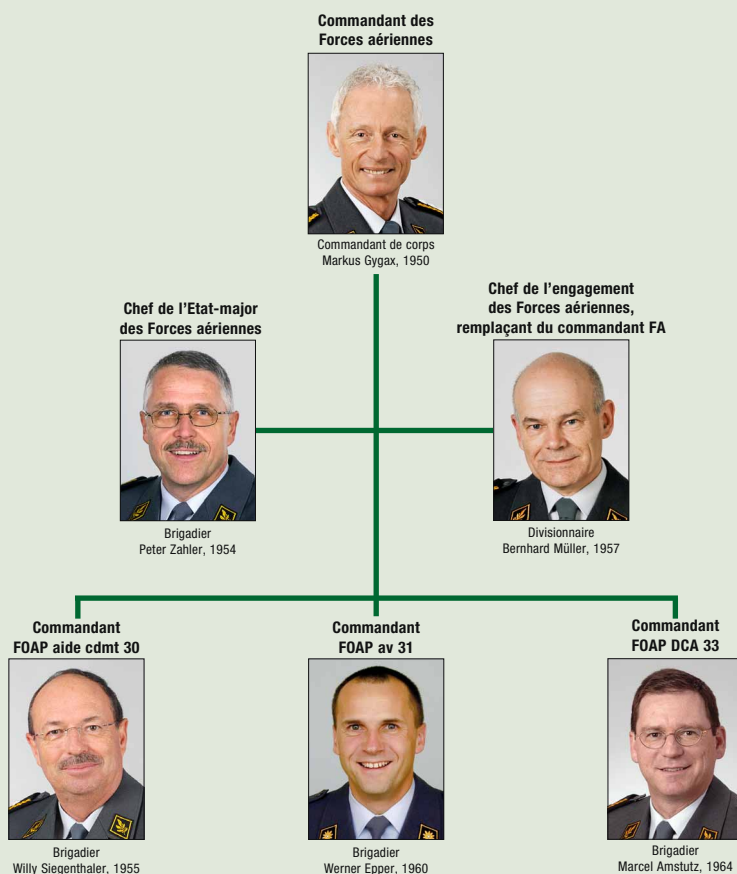 Commandant des
Forces aériennes
Commandant de corps
Markus Gygax, 1950
Chef de l'Etat-major
des Forces aériennes
Brigadier
Peter Zahler, 1954
Chef de l'engagement
des Forces aériennes,
remplaçant du commandant FA
Divisionnaire
Bernhard Müller, 1957
Commandant
FOAP aide cdmt 30
Brigadier
Willy Siegenthaler, 1955
Commandant
FOAP av 31
Brigadier
Werner Epper, 1960
Commandant
FOAP DCA 33
Brigadier
Marcel Amstutz, 1964